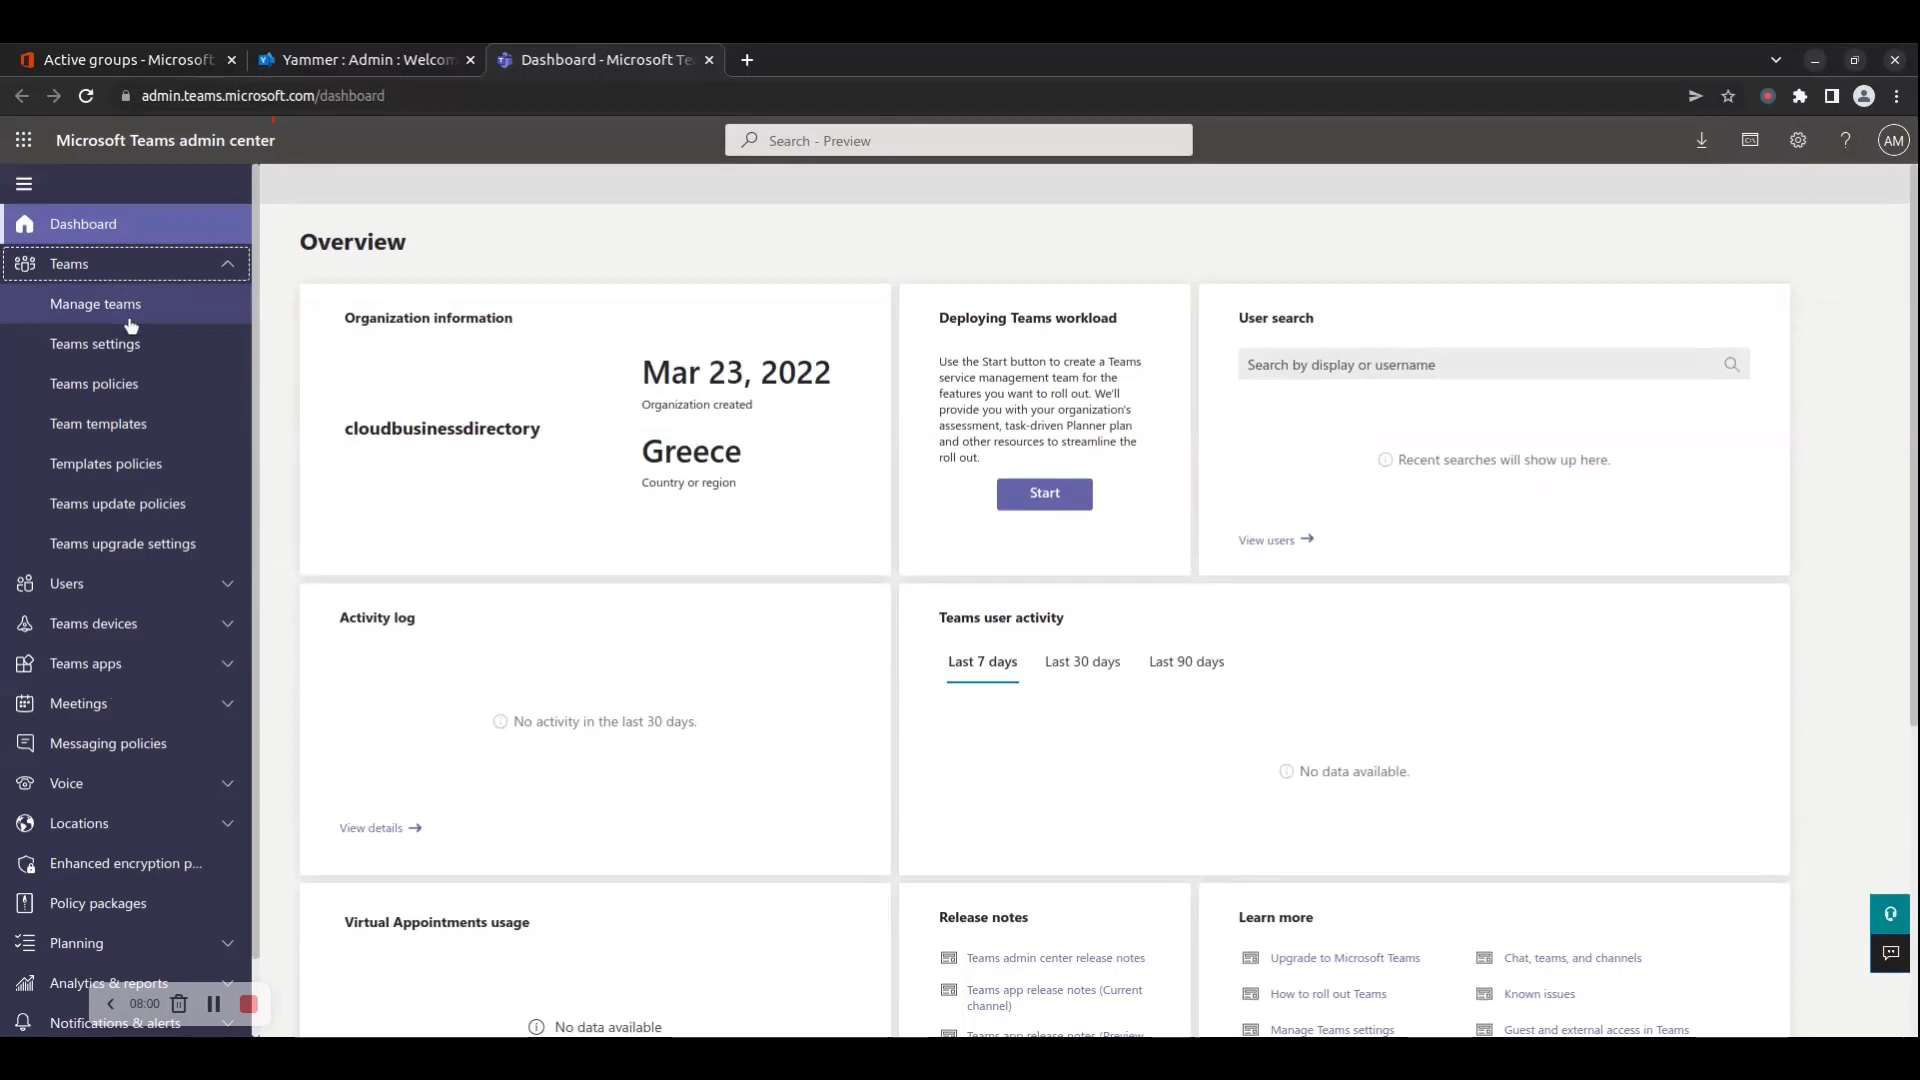 Active groups - Microsoft
Yammer : Admin : Welcom
Dashboard - Microsoft Te
admin.teams.microsoft.com/dashboard
Microsoft Teams admin center
Search - Preview
AM
Dashboard
Teams
Manage teams
Teams settings
Teams policies
Team templates
Templates policies
Teams update policies
Teams upgrade settings
Users
Teams devices
Teams apps
Meetings
Messaging policies
Voice
Locations
Enhanced encryption p...
Policy packages
Planning
Analytics & reports
08:00
Notifications & alerts
Overview
Organization information
cloudbusinessdirectory
Mar 23, 2022
Organization created
Greece
Country or region
Deploying Teams workload
Use the Start button to create a Teams
service management team for the
features you want to roll out. We'll
provide you with your organization's
assessment, task-driven Planner plan
and other resources to streamline the
roll out.
Start
User search
Search by display or username
Recent searches will show up here.
View users
Activity log
No activity in the last 30 days.
View details
Teams user activity
Last 7 days
Last 30 days
Last 90 days
No data available.
Virtual Appointments usage
No data available
Release notes
Teams admin center release notes
Teams app release notes (Current
channel)
Teams app release notes (Preview
Learn more
Upgrade to Microsoft Teams
How to roll out Teams
Manage Teams settings
Chat, teams, and channels
Known issues
Guest and external access in Teams